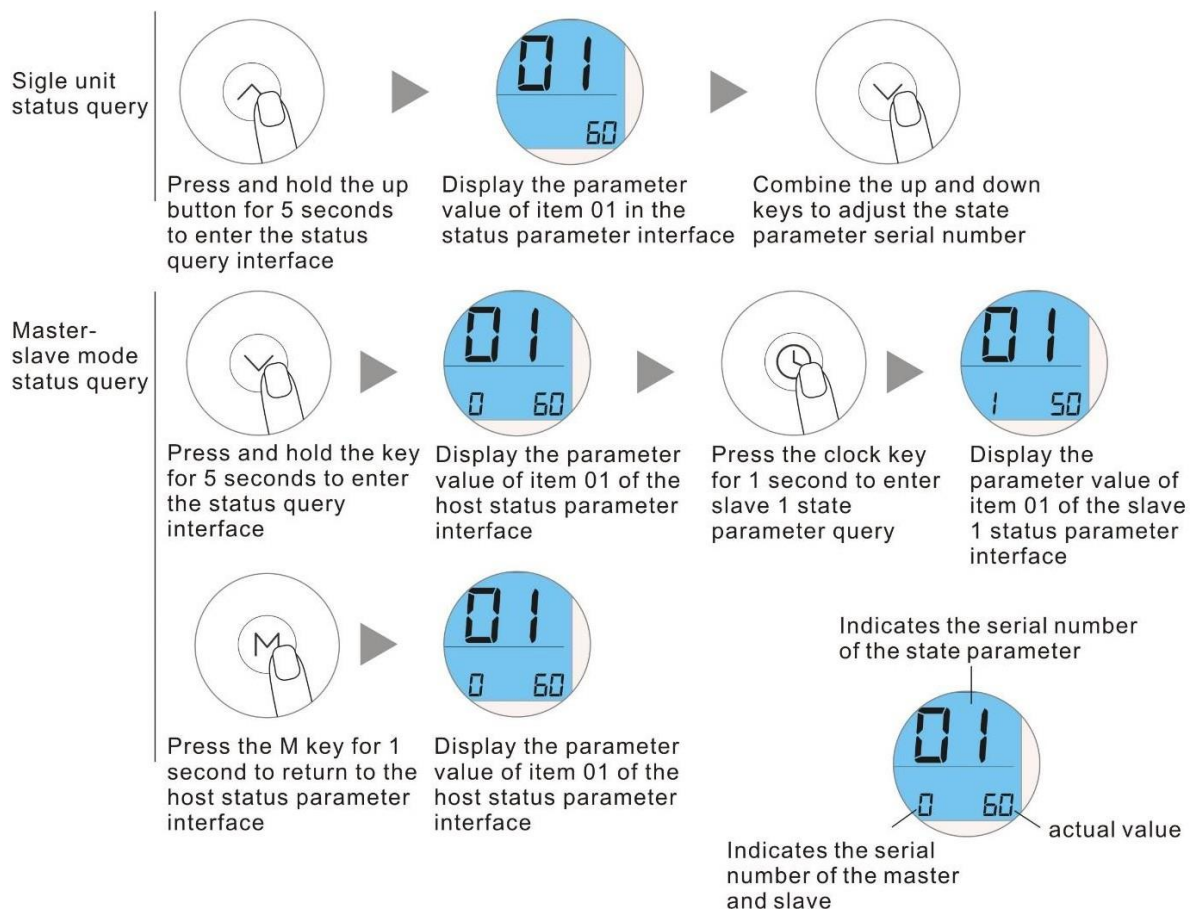 Sigle unit
status query
01
60
Press and hold the up
button for 5 seconds
to enter the status
query interface
Display the parameter
value of item 01 in the
status parameter interface
Combine the up and down
keys to adjust the state
parameter serial number
Master-
slave mode
status query
01
0 60
01
1 50
Press and hold the key
for 5 seconds to enter
the status query
interface
Display the parameter
value of item 01 of the
host status parameter
interface
Press the clock key
for 1 second to enter
slave 1 state
parameter query
Display the
parameter value of
item 01 of the slave
1 status parameter
interface
M
01
0 60
Press the M key for 1
second to return to the
host status parameter
interface
Display the parameter
value of item 01 of the
host status parameter
interface
Indicates the serial number
of the state parameter
01
0 60
actual value
Indicates the serial
number of the master
and slave